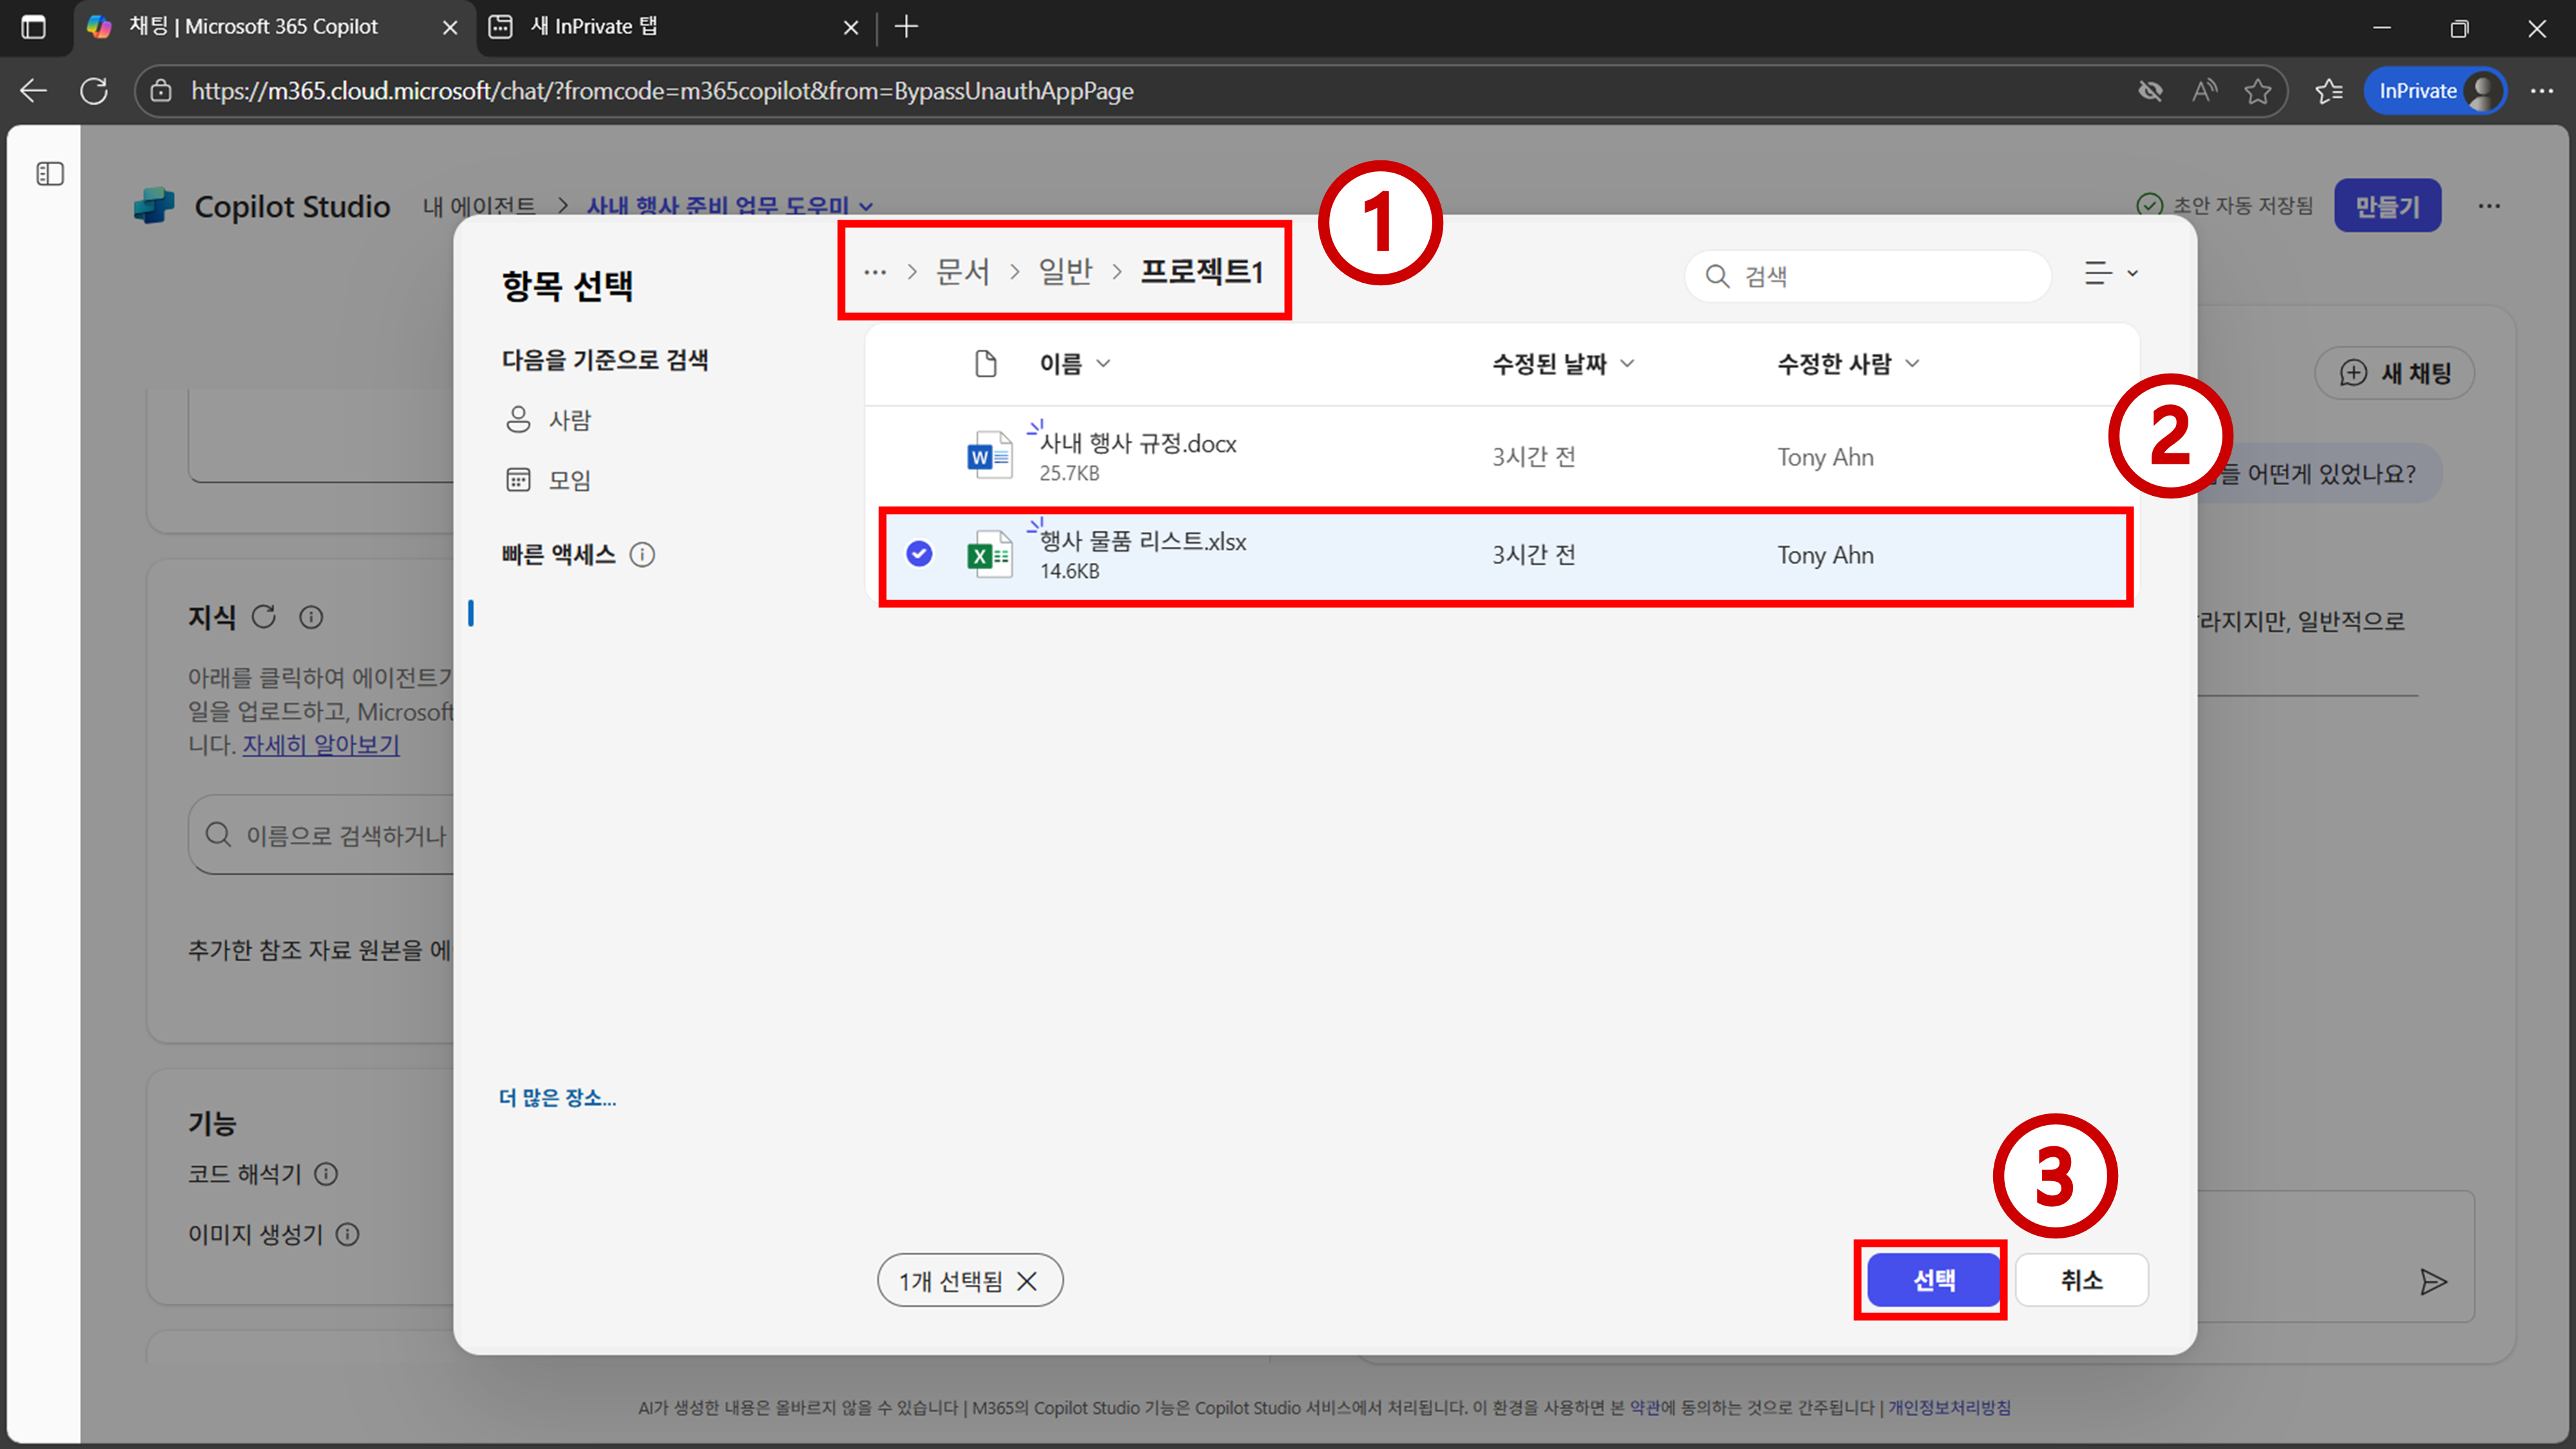 채팅 | Microsoft 365 Copilot
새 InPrivate 탭
https://m365.cloud.microsoft/chat/?fromcode=m365copilot&from=BypassUnauthAppPage
InPrivate
Copilot Studio
내 에이전트 > 사내 행사 준비 업무 도우미
초안 자동 저장됨
만들기
1
항목 선택
... > 문서 > 일반 > 프로젝트1
검색
다음을 기준으로 검색
사람
모임
빠른 액세스
더 많은 장소...
이름
수정된 날짜
수정한 사람
사내 행사 규정.docx
25.7KB
3시간 전
Tony Ahn
2
행사 물품 리스트.xlsx
14.6KB
3시간 전
Tony Ahn
1개 선택됨
3
선택
취소
새 채팅
어떤게 있었나요?
라지지만, 일반적으로
지식
아래를 클릭하여 에이전트가
일을 업로드하고, Microsoft
니다. 자세히 알아보기
이름으로 검색하거나
추가한 참조 자료 원본을 에
기능
코드 해석기
이미지 생성기
AI가 생성한 내용은 올바르지 않을 수 있습니다 | M365의 Copilot Studio 기능은 Copilot Studio 서비스에서 처리됩니다. 이 환경을 사용하면 본 약관에 동의하는 것으로 간주됩니다 | 개인정보처리방침